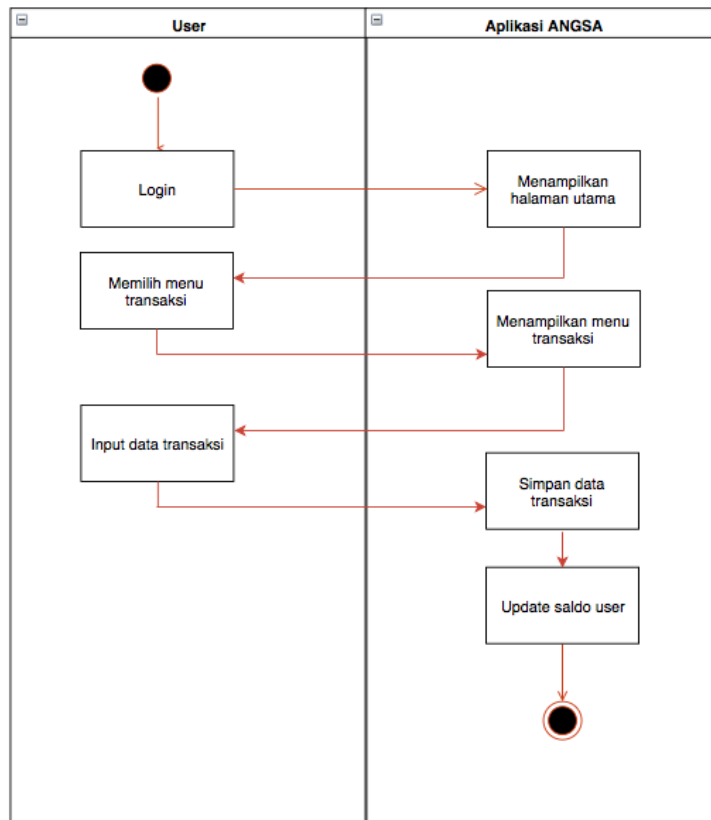 User
Aplikasi ANGSA
Login
Menampilkan
halaman utama
Memilih menu
transaksi
Menampilkan menu
transaksi
Input data transaksi
Simpan data
transaksi
Update saldo user